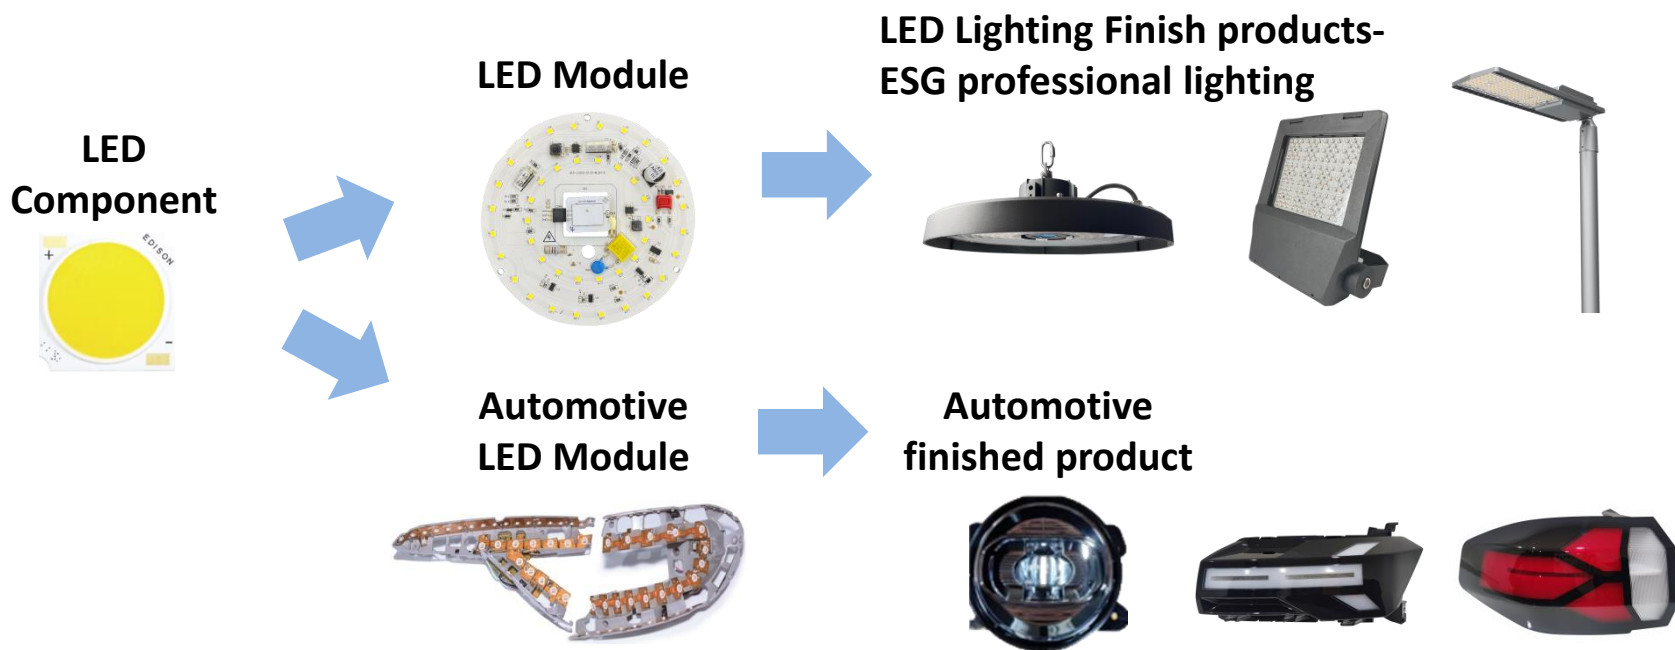 LED Lighting Finish products-
ESG professional lighting
LED Module
LED
Component
EDISON
+
-
Automotive
LED Module
Automotive
finished product